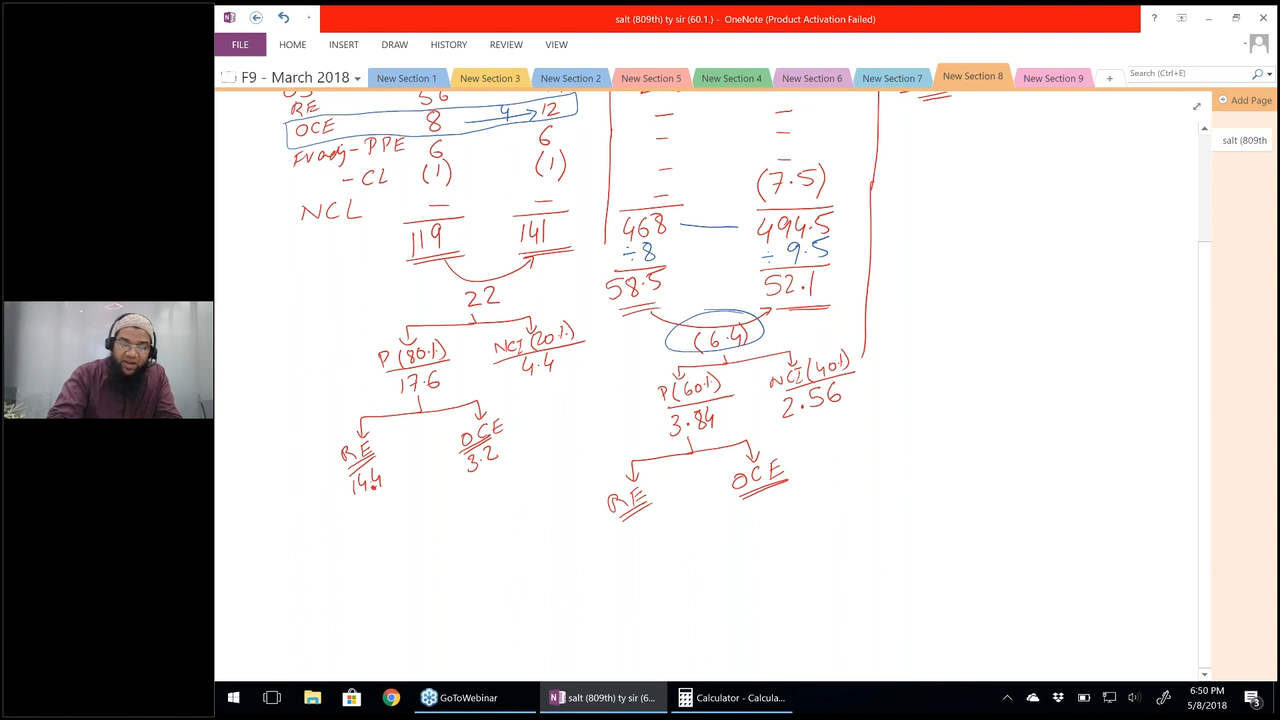 salt (809th) ty sir (60.1.) - OneNote (Product Activation Failed)
FILE HOME INSERT DRAW HISTORY REVIEW VIEW
F9 - March 2018
New Section 1
New Section 3
New Section 2
New Section 5
New Section 4
New Section 6
New Section 7
New Section 8
New Section 9
Search (Ctrl+E)
Add Page
salt (809th
RE 56
OCE 8 4 12
Fv adj - PPE 6 6
- CL (1) (1)
NCL - -
119 141
22
P (80%) NCI (20%)
17.6 4.4
RE OCE
14.4 3.2
(7.5)
468 494.5
÷ 8 ÷ 9.5
58.5 52.1
(6.4)
P (60%) NCI (40%)
3.84 2.56
RE OCE
GoToWebinar
salt (809th) ty sir (6...
Calculator - Calcula...
6:50 PM
5/8/2018
3